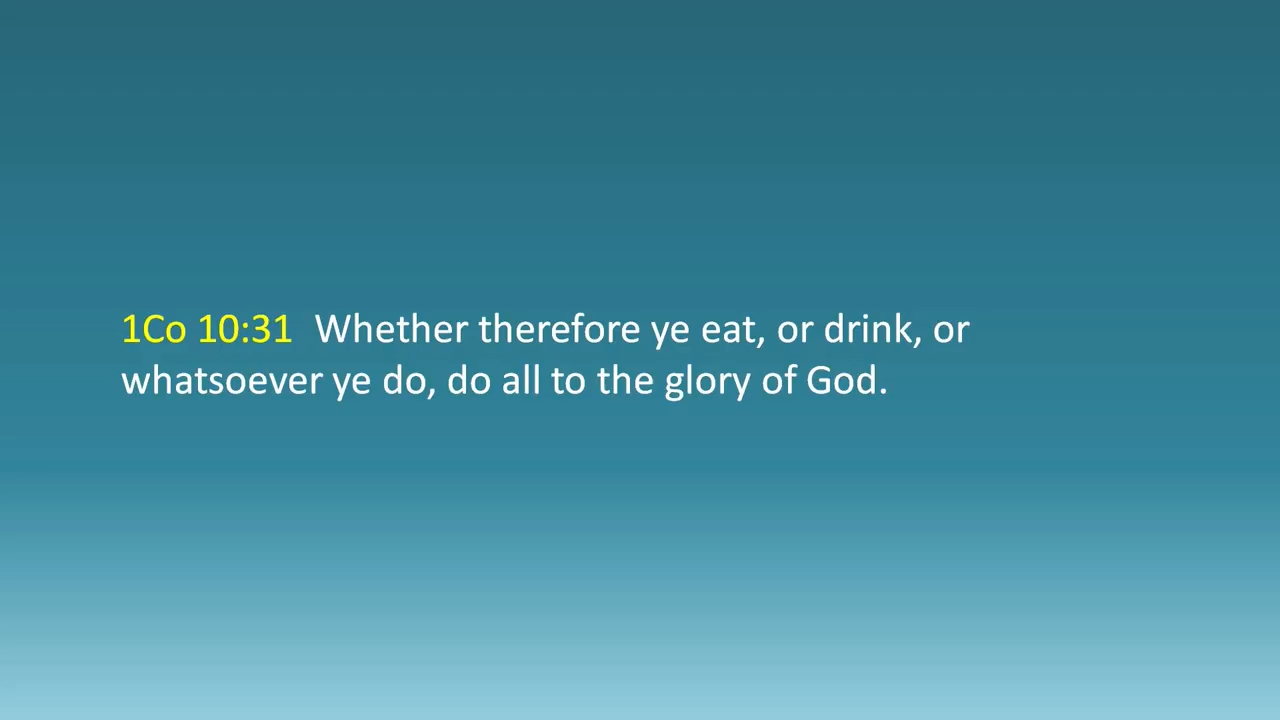 1Co 10:31  Whether therefore ye eat, or drink, or
whatsoever ye do, do all to the glory of God.